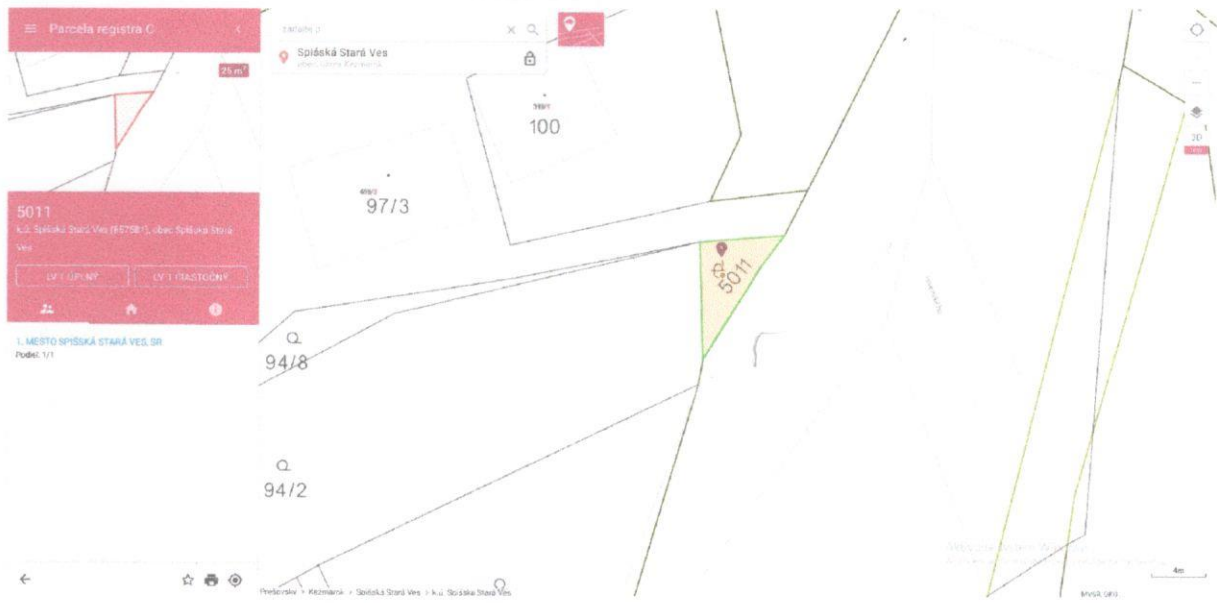 Parcela registra C
25 m²
5011
k.ú. Spišská Stará Ves [857581], obec Spišská Stará
Ves
LV 1 ÚPLNÝ
LV 1 ČIASTOČNÝ
1. MESTO SPIŠSKÁ STARÁ VES, SR
Podiel: 1/1
Spišská Stará Ves
100
97/3
5011
94/8
94/2
Prešovský > Kežmarok > Spišská Stará Ves > k.ú. Spišská Stará Ves
2D
4m